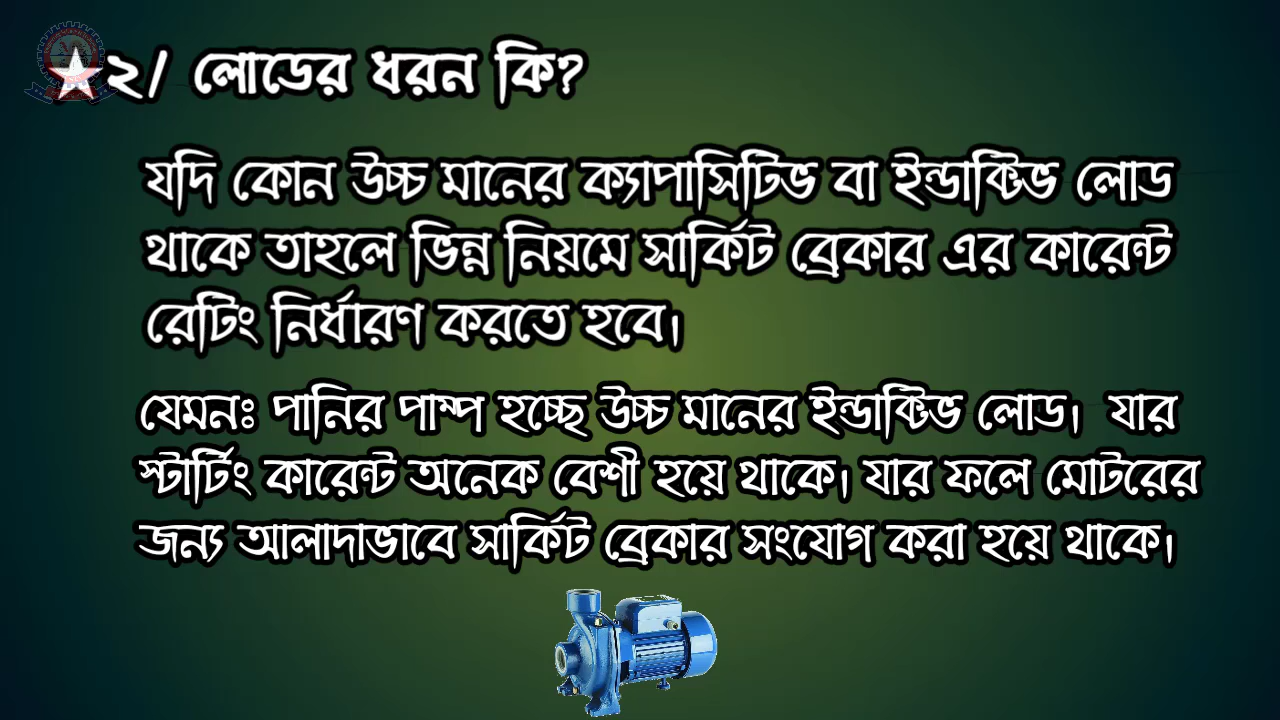 ২/ লোডের ধরন কি?
যদি কোন উচ্চ মানের ক্যাপাসিটিভ বা ইন্ডাক্টিভ লোড
থাকে তাহলে ভিন্ন নিয়মে সার্কিট ব্রেকার এর কারেন্ট
রেটিং নির্ধারণ করতে হবে।
যেমনঃ পানির পাম্প হচ্ছে উচ্চ মানের ইন্ডাক্টিভ লোড। যার
স্টার্টিং কারেন্ট অনেক বেশী হয়ে থাকে। যার ফলে মোটরের
জন্য আলাদাভাবে সার্কিট ব্রেকার সংযোগ করা হয়ে থাকে।